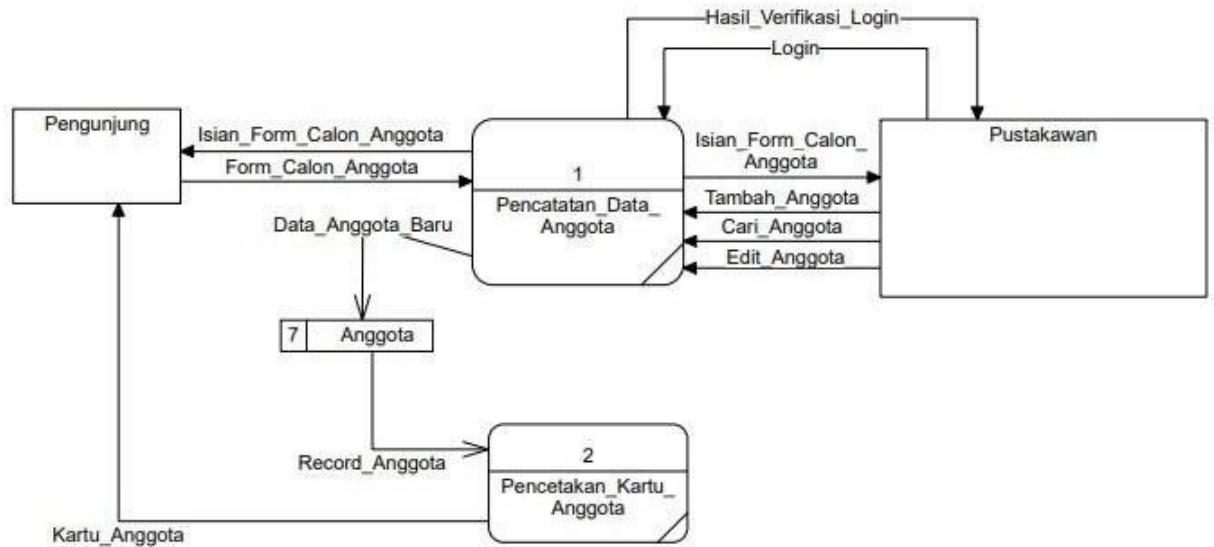 Hasil_Verifikasi_Login
Login
Pengunjung
Isian_Form_Calon_Anggota
Form_Calon_Anggota
1
Pencatatan_Data_
Anggota
Isian_Form_Calon_
Anggota
Tambah_Anggota
Cari_Anggota
Edit_Anggota
Pustakawan
Data_Anggota_Baru
7 Anggota
Record_Anggota
2
Pencetakan_Kartu_
Anggota
Kartu_Anggota